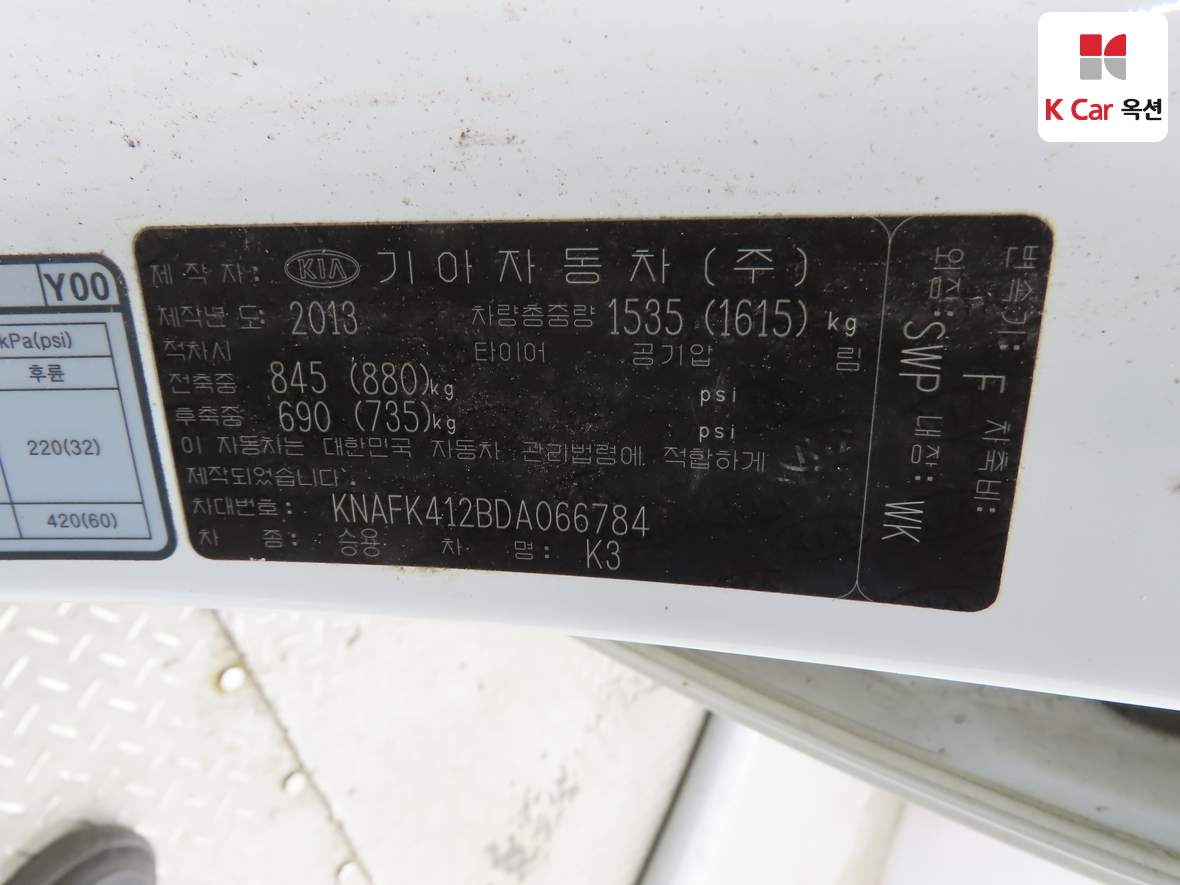 K Car 옥션
Y00
kPa(psi)
후륜
220(32)
420(60)
제 작 자: KIA 기 아 자 동 차 (주)
제작년 도: 2013 차량총중량 1535 (1615) kg
적차시 타이어 공기압 림
전축중 845 (880)kg psi
후축중 690 (735)kg psi
이 자동차는 대한민국 자동차 관리법령에 적합하게
제작되었습니다.
차대번호: KNAFK412BDA066784
차 종: 승용 차 명: K3
변속기: F 차축비:
외장: SWP 내장: WK